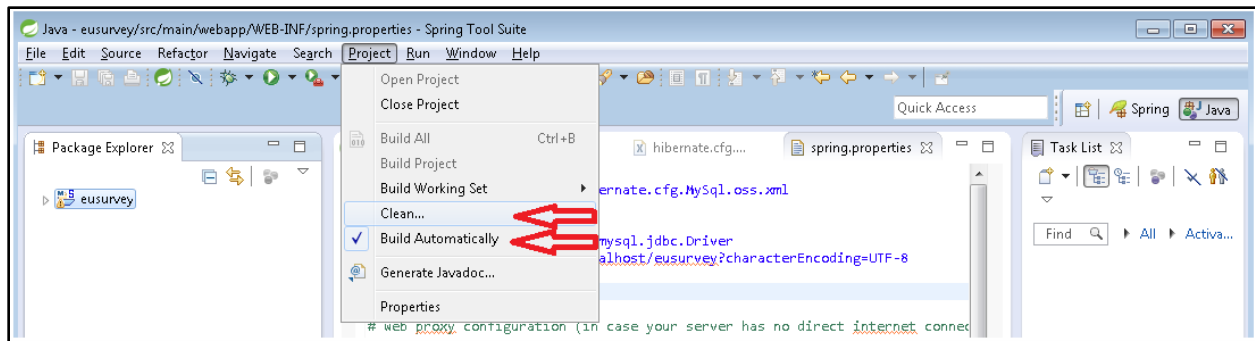 Java - eusurvey/src/main/webapp/WEB-INF/spring.properties - Spring Tool Suite
File Edit Source Refactor Navigate Search Project Run Window Help
Open Project
Close Project
Quick Access
Spring
Java
Package Explorer
Build All Ctrl+B
hibernate.cfg....
spring.properties
Task List
Build Project
eusurvey
Build Working Set
ernate.cfg.MySql.oss.xml
Clean...
Find
All
Activa...
Build Automatically
mysql.jdbc.Driver
alhost/eusurvey?characterEncoding=UTF-8
Generate Javadoc...
Properties
# web proxy configuration (in case your server has no direct internet connec